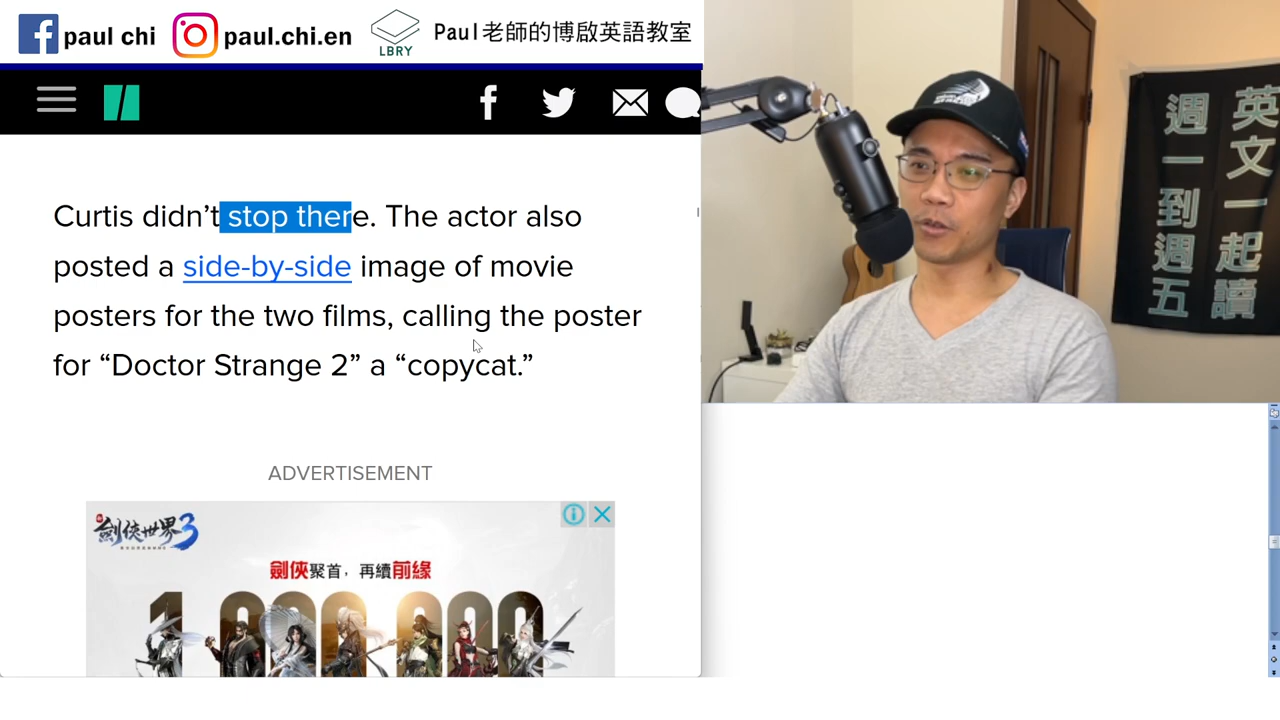 paul chi
paul.chi.en
LBRY
Paul老師的博啟英語教室
Curtis didn’t stop there. The actor also
posted a side-by-side image of movie
posters for the two films, calling the poster
for “Doctor Strange 2” a “copycat.”
ADVERTISEMENT
劍俠世界3
劍俠聚首，再續前緣
1,000,000
英文一起讀
週一到週五